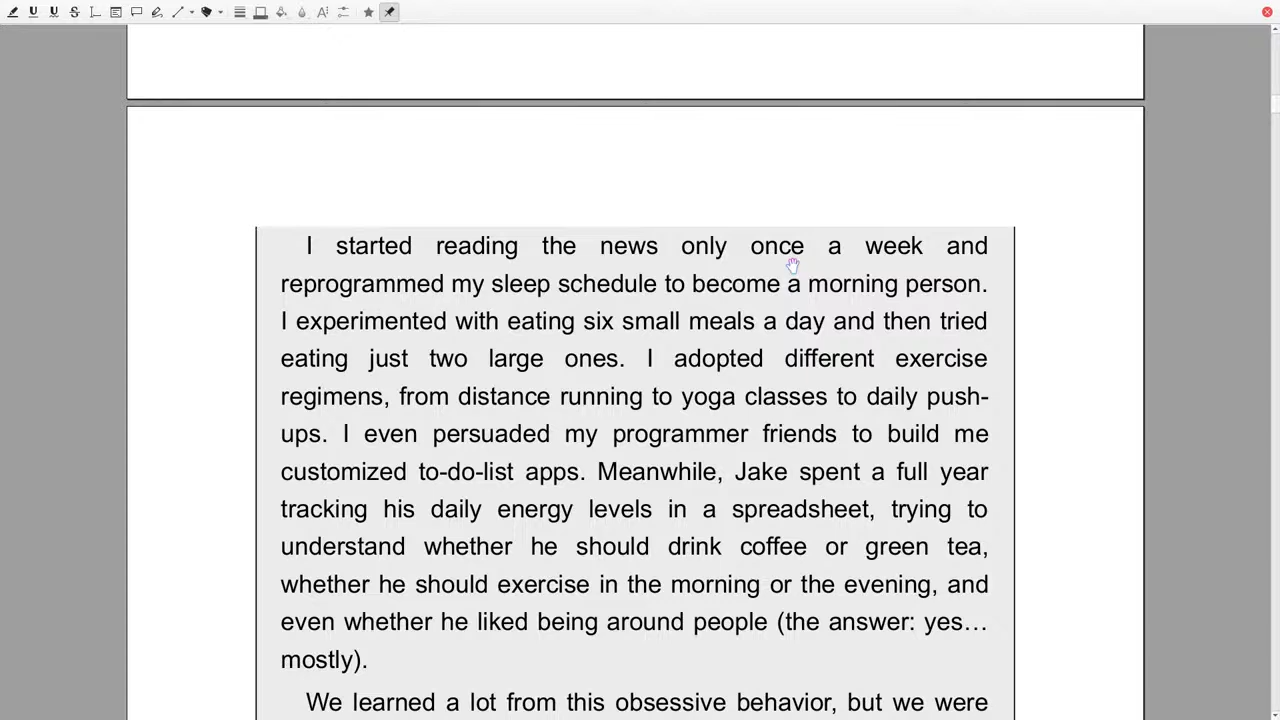 I started reading the news only once a week and
reprogrammed my sleep schedule to become a morning person.
I experimented with eating six small meals a day and then tried
eating just two large ones. I adopted different exercise
regimens, from distance running to yoga classes to daily push-
ups. I even persuaded my programmer friends to build me
customized to-do-list apps. Meanwhile, Jake spent a full year
tracking his daily energy levels in a spreadsheet, trying to
understand whether he should drink coffee or green tea,
whether he should exercise in the morning or the evening, and
even whether he liked being around people (the answer: yes…
mostly).
We learned a lot from this obsessive behavior, but we were